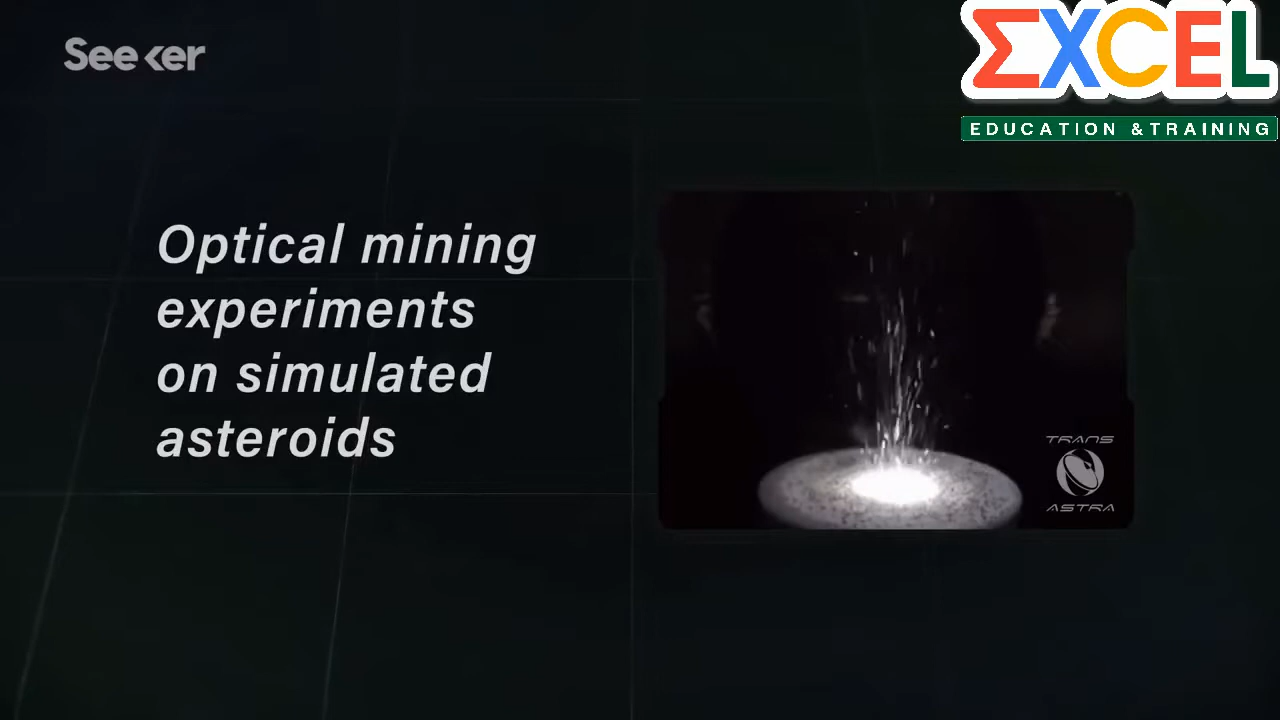 Seeker
ΣXCEL
EDUCATION & TRAINING
Optical mining
experiments
on simulated
asteroids
TRANS
ASTRA